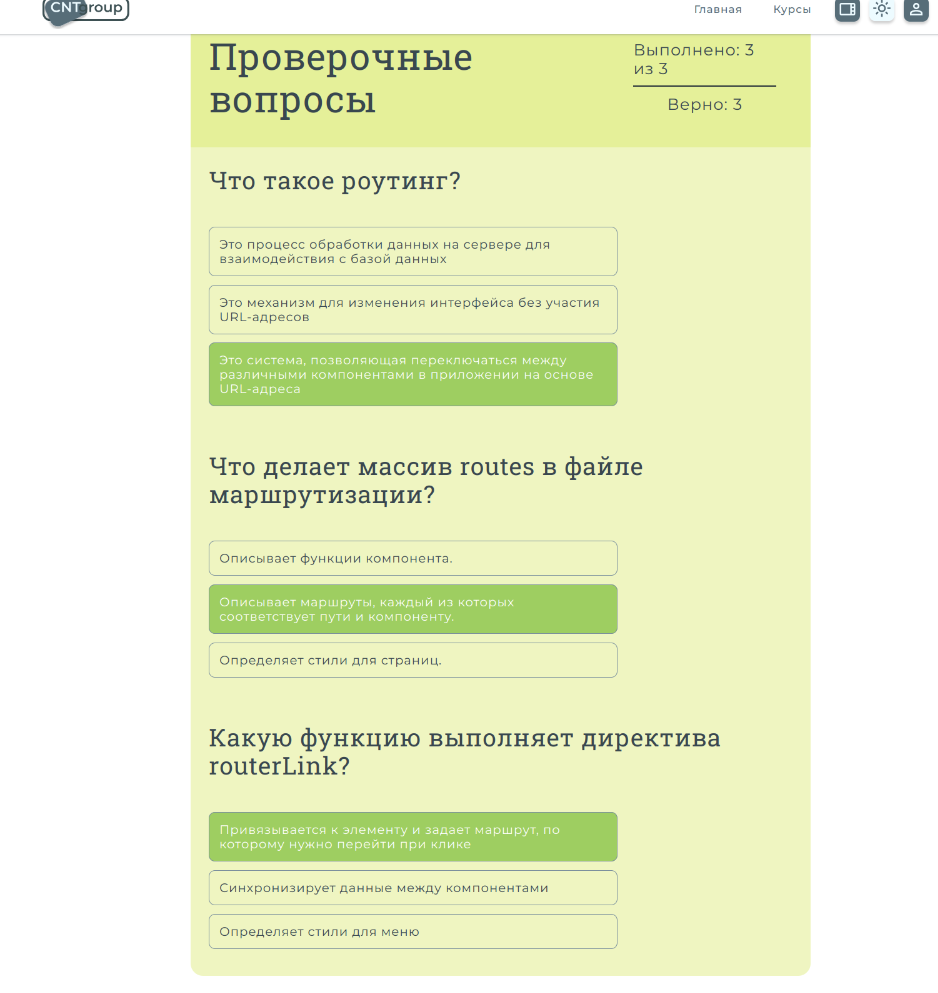 CNTgroup
Главная
Курсы
Проверочные
вопросы
Выполнено: 3
из 3
Верно: 3
Что такое роутинг?
Это процесс обработки данных на сервере для
взаимодействия с базой данных
Это механизм для изменения интерфейса без участия
URL-адресов
Это система, позволяющая переключаться между
различными компонентами в приложении на основе
URL-адреса
Что делает массив routes в файле
маршрутизации?
Описывает функции компонента.
Описывает маршруты, каждый из которых
соответствует пути и компоненту.
Определяет стили для страниц.
Какую функцию выполняет директива
routerLink?
Привязывается к элементу и задает маршрут, по
которому нужно перейти при клике
Синхронизирует данные между компонентами
Определяет стили для меню